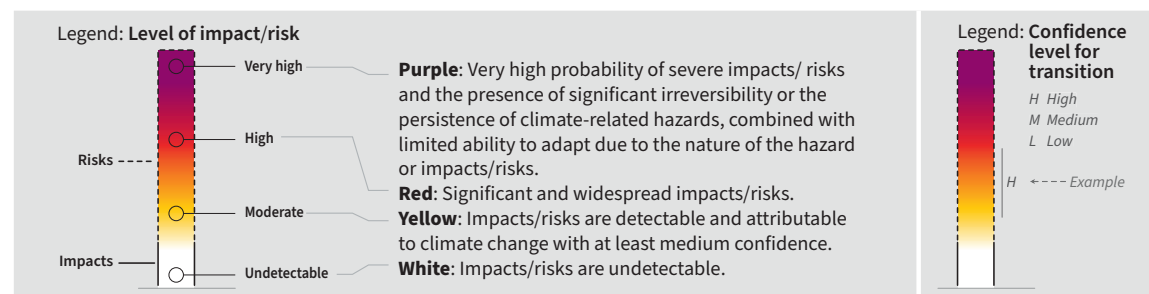 Legend: Level of impact/risk
Very high
High
Risks
Moderate
Impacts
Undetectable
Purple: Very high probability of severe impacts/ risks
and the presence of significant irreversibility or the
persistence of climate-related hazards, combined with
limited ability to adapt due to the nature of the hazard
or impacts/risks.
Red: Significant and widespread impacts/risks.
Yellow: Impacts/risks are detectable and attributable
to climate change with at least medium confidence.
White: Impacts/risks are undetectable.
Legend: Confidence
level for
transition
H High
M Medium
L Low
H
Example